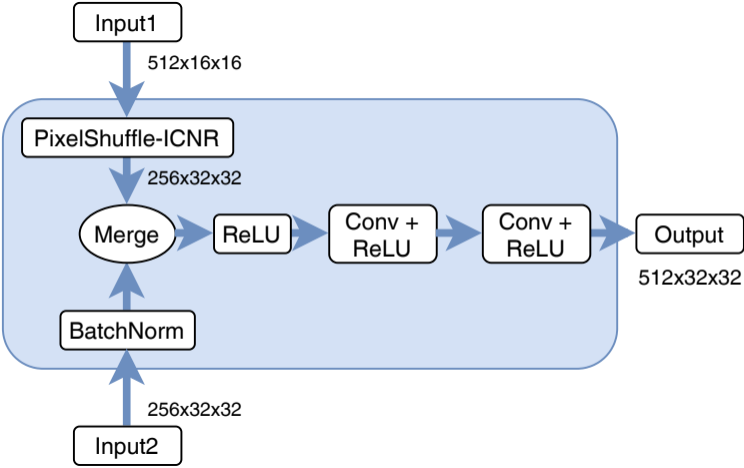 Input1
512x16x16
PixelShuffle-ICNR
256x32x32
Merge
ReLU
Conv +
ReLU
Conv +
ReLU
Output
512x32x32
BatchNorm
256x32x32
Input2